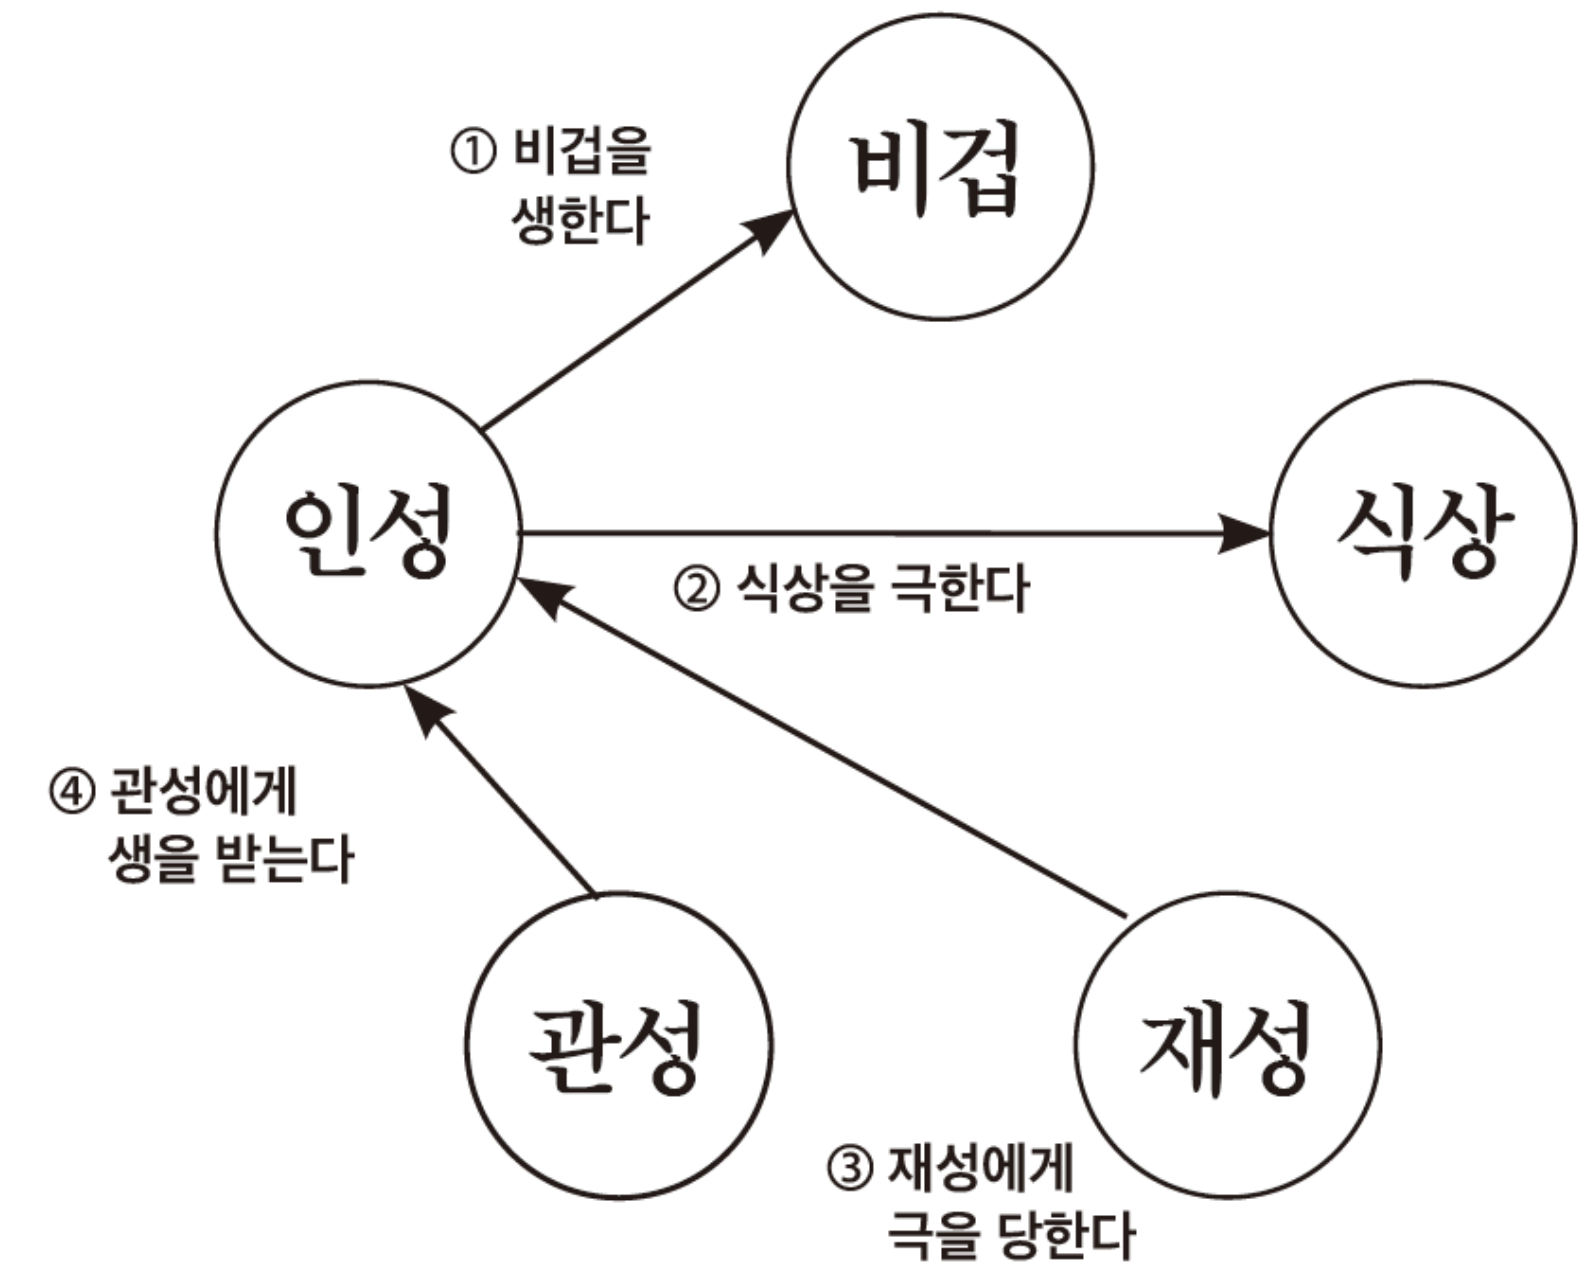 비겁
① 비겁을
생한다
인성
식상
② 식상을 극한다
④ 관성에게
생을 받는다
관성
재성
③ 재성에게
극을 당한다